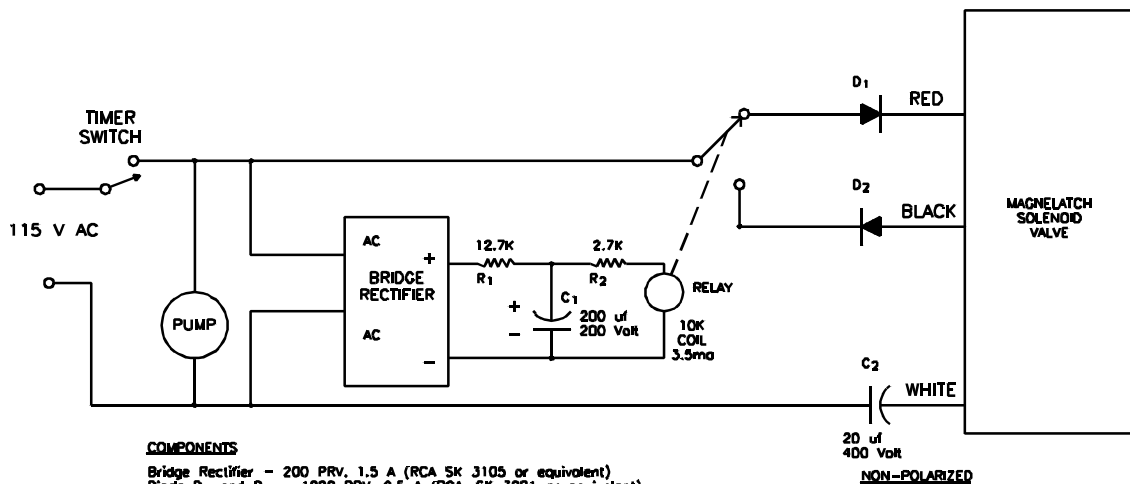 TIMER
SWITCH
115 V AC
PUMP
AC
BRIDGE
RECTIFIER
AC
+
−
12.7K
R1
2.7K
R2
+
−
C1
200 uf
200 Volt
RELAY
10K
COIL
3.5ma
D1
RED
D2
BLACK
MAGNELATCH
SOLENOID
VALVE
C2
WHITE
20 uf
400 Volt
NON-POLARIZED
COMPONENTS
Bridge Rectifier - 200 PRV, 1.5 A (RCA SK 3105 or equivalent)